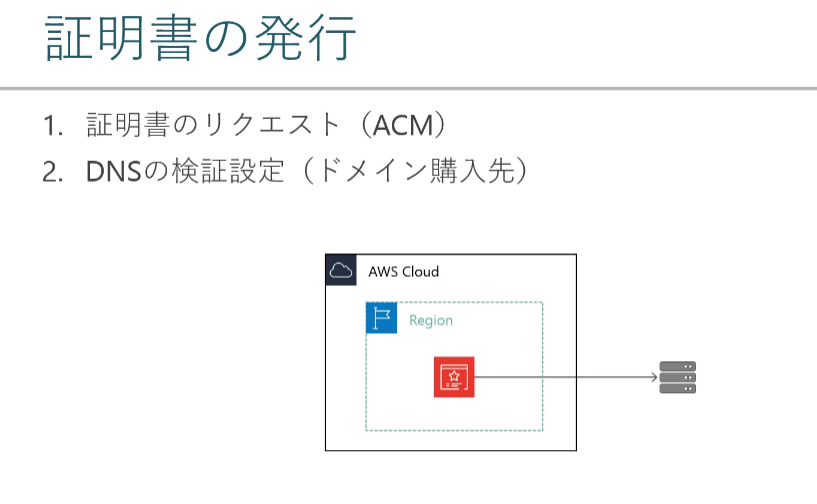 証明書の発行
1. 証明書のリクエスト（ACM）
2. DNSの検証設定（ドメイン購入先）
AWS Cloud
Region